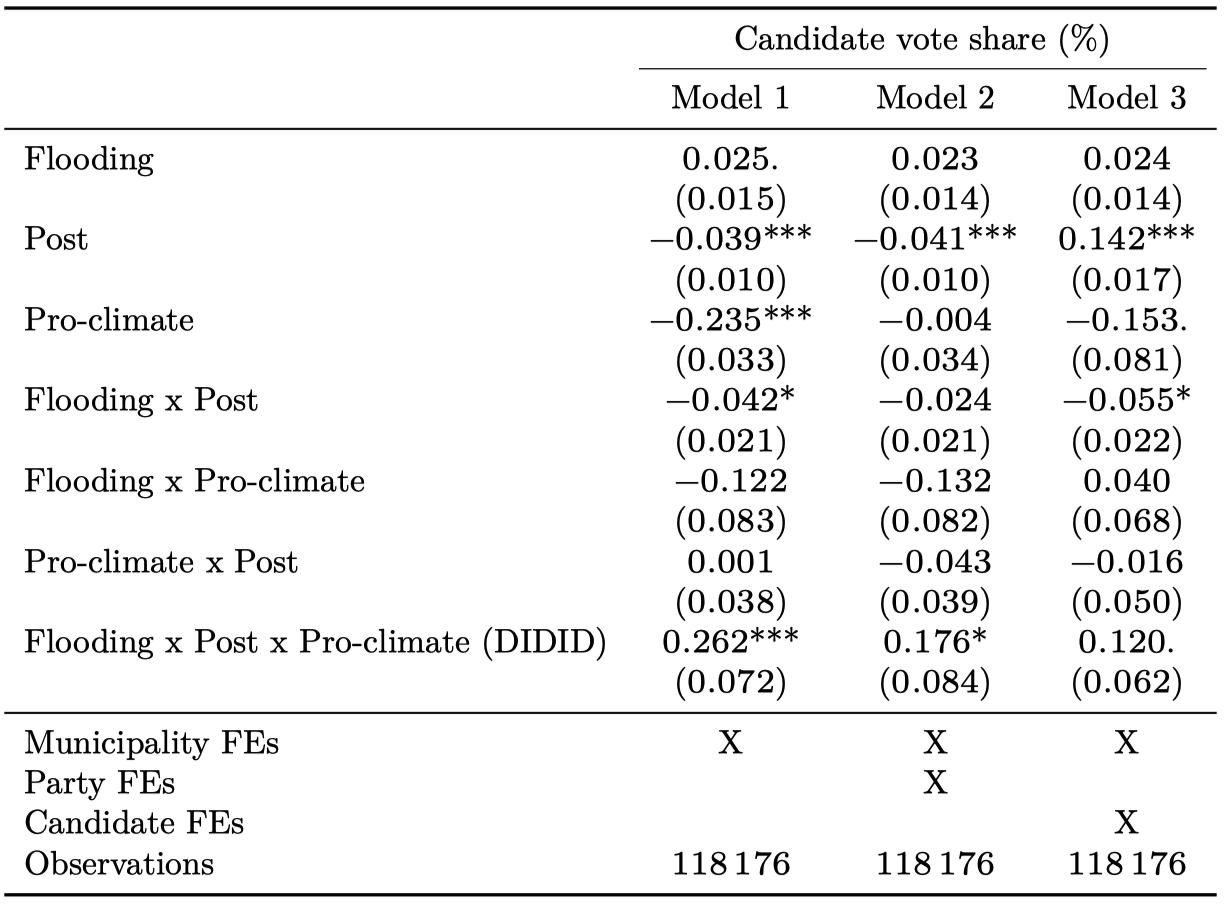 Candidate vote share (%)
Model 1 Model 2 Model 3
Flooding 0.025. 0.023 0.024
(0.015) (0.014) (0.014)
Post −0.039*** −0.041*** 0.142***
(0.010) (0.010) (0.017)
Pro-climate −0.235*** −0.004 −0.153.
(0.033) (0.034) (0.081)
Flooding x Post −0.042* −0.024 −0.055*
(0.021) (0.021) (0.022)
Flooding x Pro-climate −0.122 −0.132 0.040
(0.083) (0.082) (0.068)
Pro-climate x Post 0.001 −0.043 −0.016
(0.038) (0.039) (0.050)
Flooding x Post x Pro-climate (DIDID) 0.262*** 0.176* 0.120.
(0.072) (0.084) (0.062)
Municipality FEs X X X
Party FEs X
Candidate FEs X
Observations 118 176 118 176 118 176